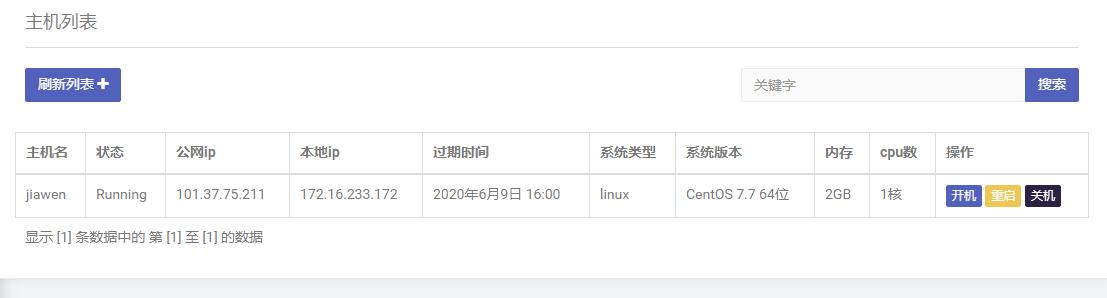 主机列表
刷新列表
关键字 搜索
主机名 状态 公网ip 本地ip 过期时间 系统类型 系统版本 内存 cpu数 操作
jiawen Running 101.37.75.211 172.16.233.172 2020年6月9日 16:00 linux CentOS 7.7 64位 2GB 1核 开机 重启 关机
显示 [1] 条数据中的 第 [1] 至 [1] 的数据